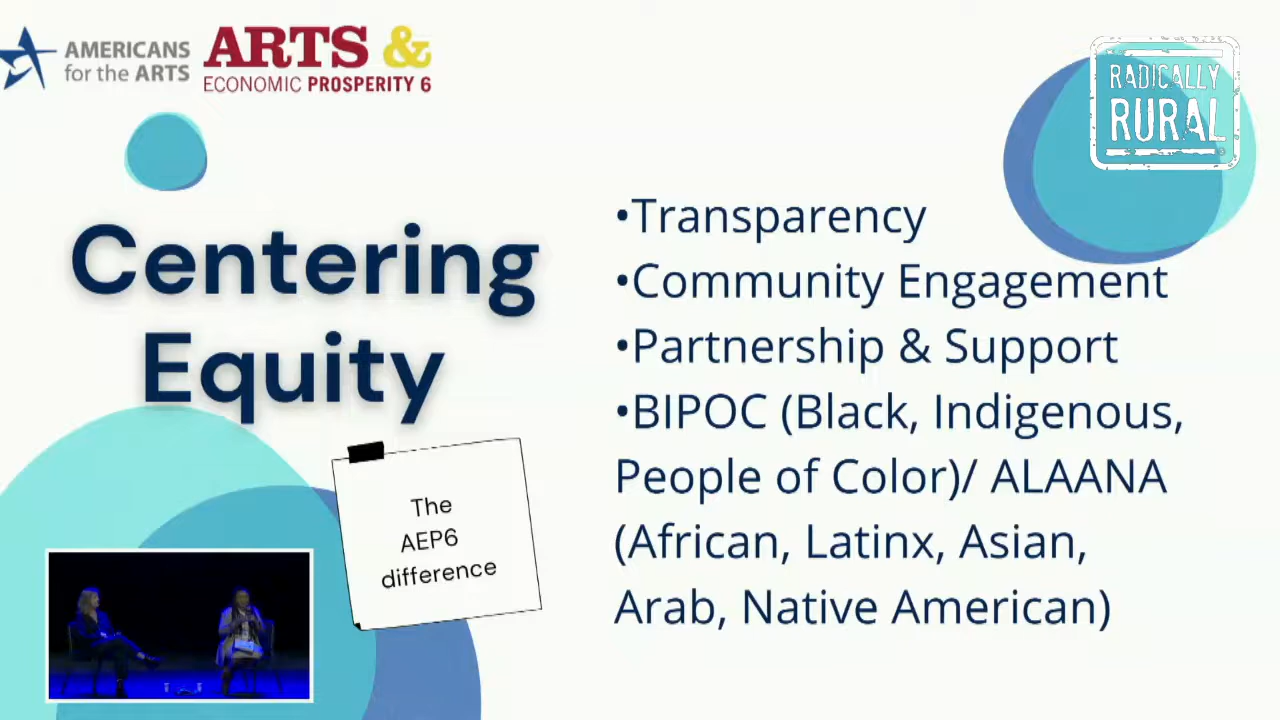 AMERICANS
for the ARTS
ARTS &
ECONOMIC PROSPERITY 6
RADICALLY
RURAL
Centering
Equity
The
AEP6
difference
•Transparency
•Community Engagement
•Partnership & Support
•BIPOC (Black, Indigenous,
People of Color)/ ALAANA
(African, Latinx, Asian,
Arab, Native American)